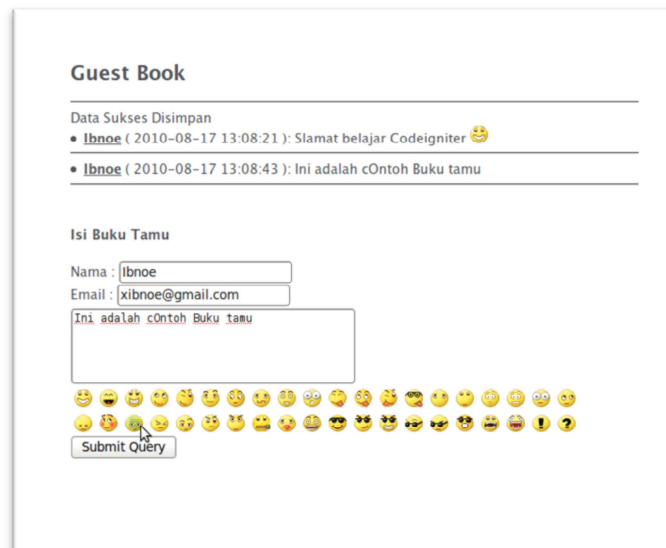 Guest Book
Data Sukses Disimpan
• Ibnoe ( 2010-08-17 13:08:21 ): Slamat belajar Codeigniter
• Ibnoe ( 2010-08-17 13:08:43 ): Ini adalah cOntoh Buku tamu
Isi Buku Tamu
Nama : Ibnoe
Email : xibnoe@gmail.com
Ini adalah cOntoh Buku tamu
Submit Query